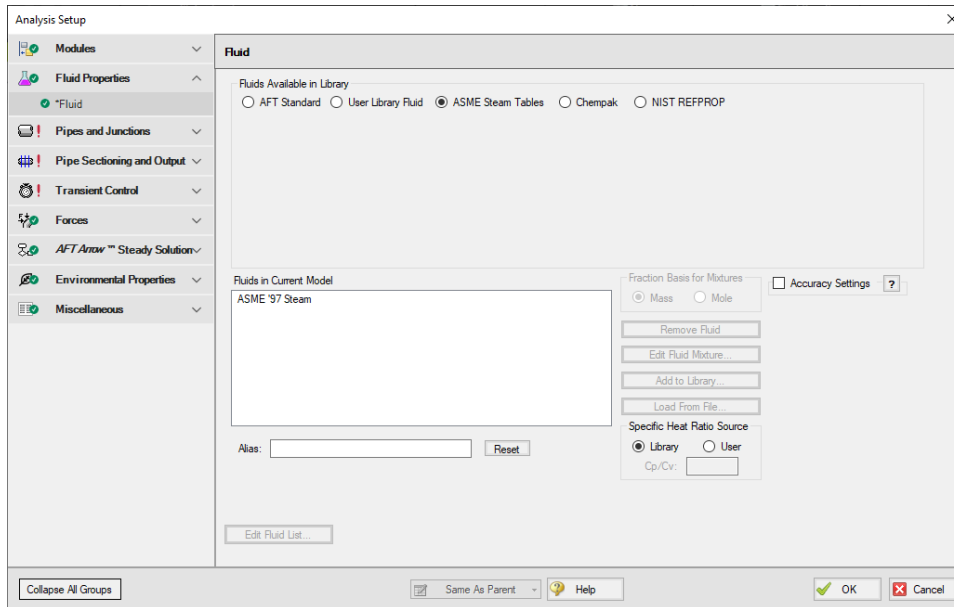 Analysis Setup
Modules
Fluid Properties
*Fluid
Pipes and Junctions
Pipe Sectioning and Output
Transient Control
Forces
AFT Arrow ™ Steady Solution
Environmental Properties
Miscellaneous
Collapse All Groups
Fluid
Fluids Available in Library
AFT Standard User Library Fluid ASME Steam Tables Chempak NIST REFPROP
Fluids in Current Model
ASME '97 Steam
Fraction Basis for Mixtures
Mass Mole
Accuracy Settings ?
Remove Fluid
Edit Fluid Mixture...
Add to Library...
Load From File...
Specific Heat Ratio Source
Library User
Cp/Cv:
Alias: Reset
Edit Fluid List...
Same As Parent Help OK Cancel